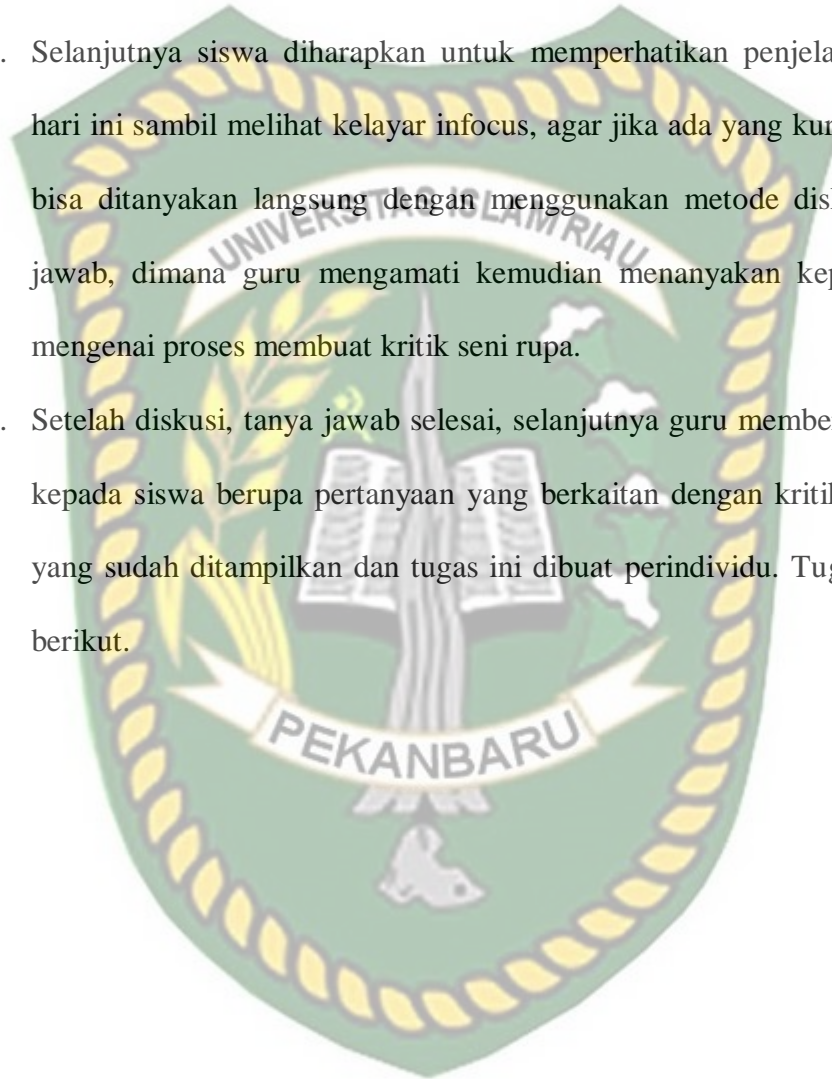 . Selanjutnya siswa diharapkan untuk memperhatikan penjela
hari ini sambil melihat kelayar infocus, agar jika ada yang kur
bisa ditanyakan langsung dengan menggunakan metode dis
UNIVERSITAS ISLAM RIAU
jawab, dimana guru mengamati kemudian menanyakan kep
mengenai proses membuat kritik seni rupa.
. Setelah diskusi, tanya jawab selesai, selanjutnya guru membe
kepada siswa berupa pertanyaan yang berkaitan dengan kriti
yang sudah ditampilkan dan tugas ini dibuat perindividu. Tug
berikut.
PEKANBARU